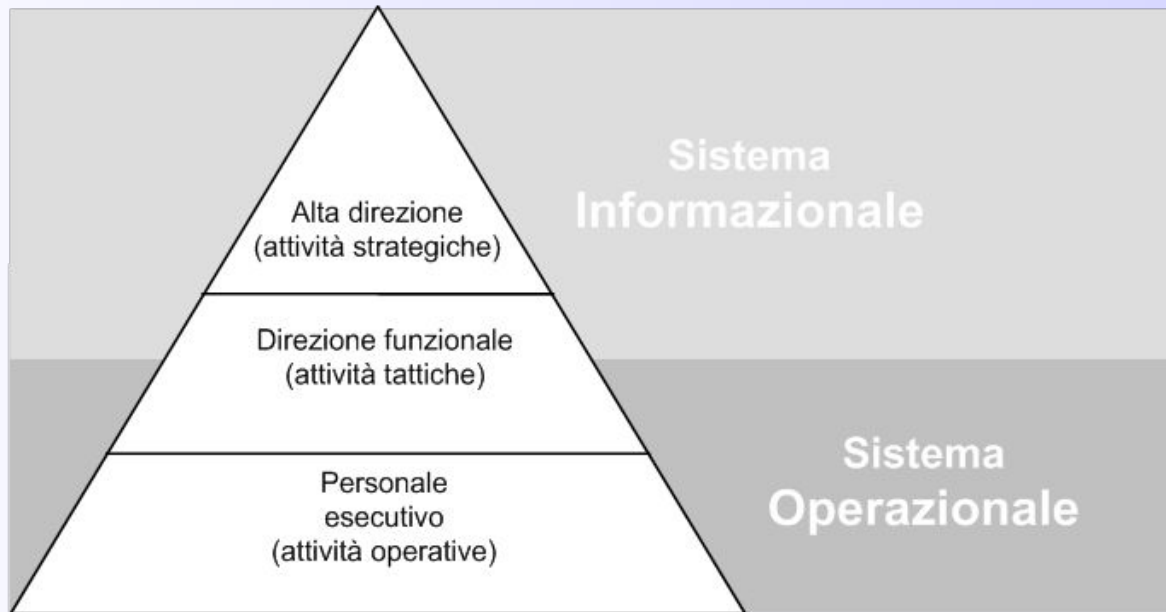 Sistema
Informazionale
Alta direzione
(attività strategiche)
Direzione funzionale
(attività tattiche)
Sistema
Operazionale
Personale
esecutivo
(attività operative)